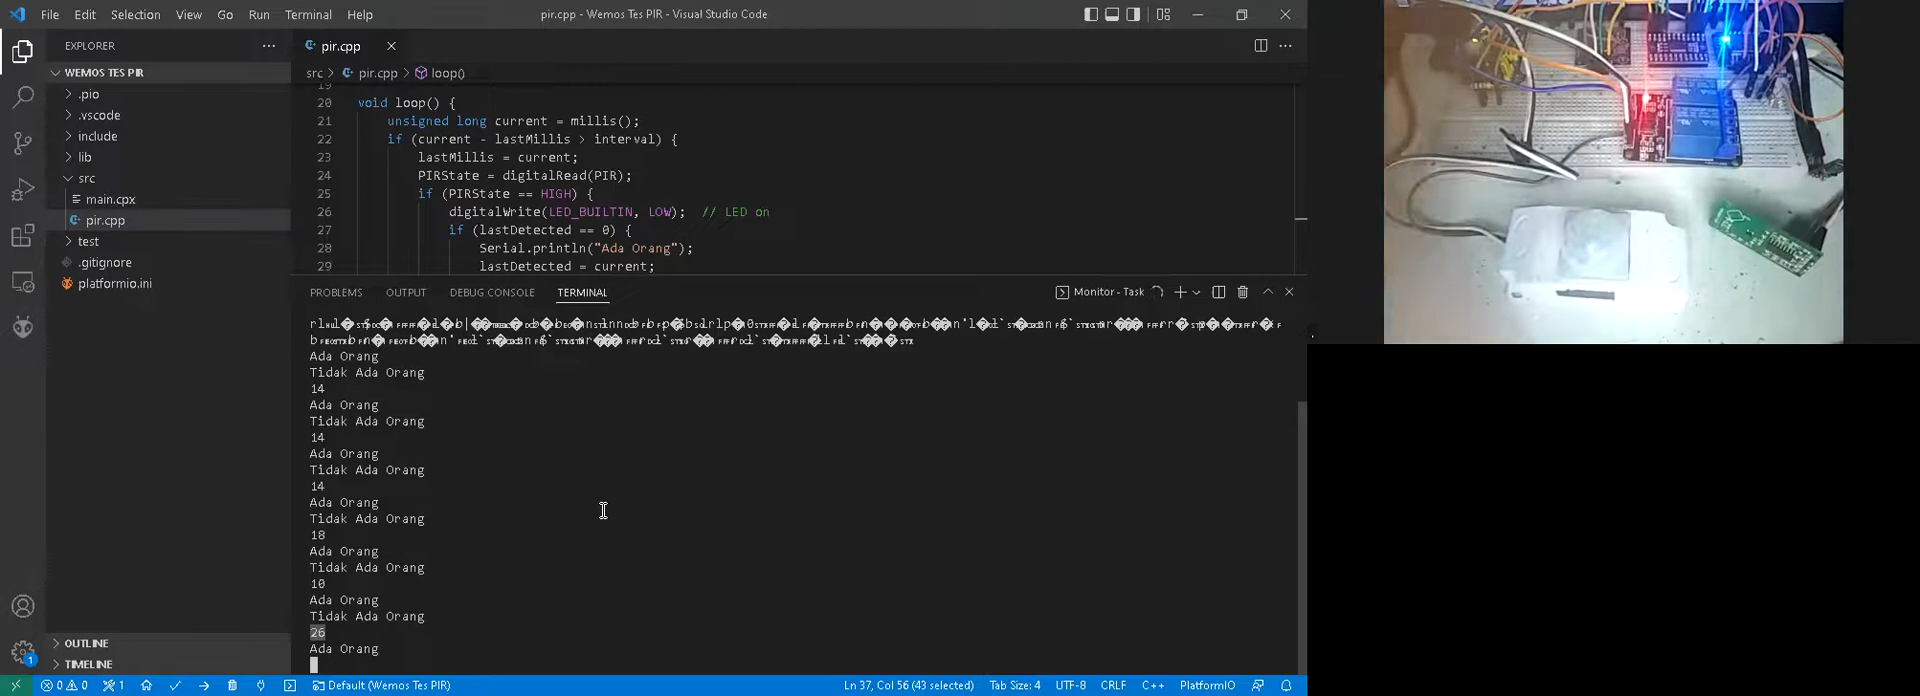 File Edit Selection View Go Run Terminal Help
pir.cpp - Wemos Tes PIR - Visual Studio Code
EXPLORER
WEMOS TES PIR
.pio
.vscode
include
lib
src
main.cpx
pir.cpp
test
.gitignore
platformio.ini
OUTLINE
TIMELINE
pir.cpp
src > pir.cpp > loop()
19
20 void loop() {
21 unsigned long current = millis();
22 if (current - lastMillis > interval) {
23 lastMillis = current;
24 PIRState = digitalRead(PIR);
25 if (PIRState == HIGH) {
26 digitalWrite(LED_BUILTIN, LOW); // LED on
27 if (lastDetected == 0) {
28 Serial.println("Ada Orang");
29 lastDetected = current;
PROBLEMS OUTPUT DEBUG CONSOLE TERMINAL
Monitor - Task
Ada Orang
Tidak Ada Orang
14
Ada Orang
Tidak Ada Orang
14
Ada Orang
Tidak Ada Orang
14
Ada Orang
Tidak Ada Orang
18
Ada Orang
Tidak Ada Orang
10
Ada Orang
Tidak Ada Orang
26
Ada Orang
1
0 0 1 Default (Wemos Tes PIR) Ln 37, Col 56 (43 selected) Tab Size: 4 UTF-8 CRLF C++ PlatformIO